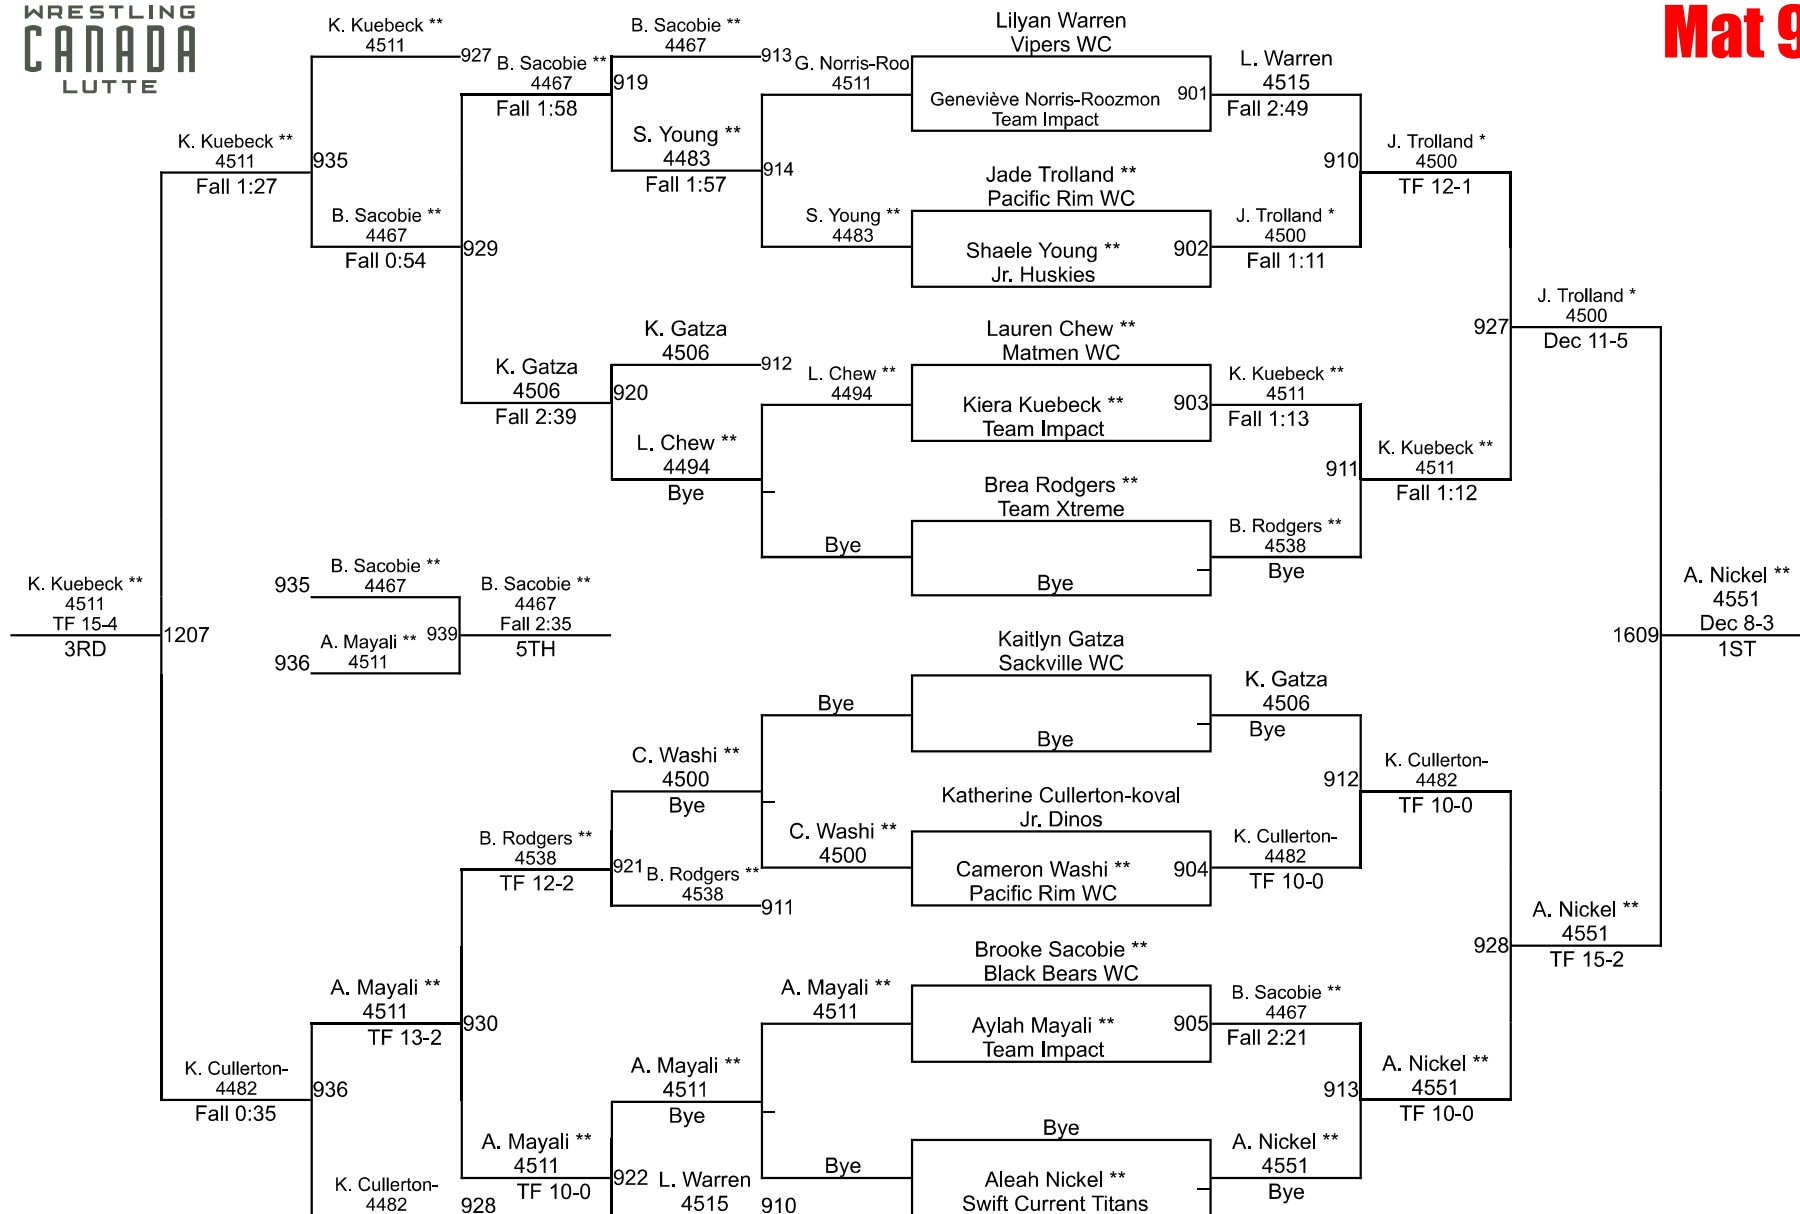 WRESTLING
CANADA
LUTTE
Mat 9
K. Kuebeck **
4511
927
B. Sacobie **
4467
Fall 1:58
919
B. Sacobie **
4467
913
G. Norris-Roo
4511
Lilyan Warren
Vipers WC
Geneviève Norris-Roozmon
Team Impact
901
L. Warren
4515
Fall 2:49
K. Kuebeck **
4511
Fall 1:27
935
S. Young **
4483
Fall 1:57
914
Jade Trolland **
Pacific Rim WC
910
J. Trolland *
4500
TF 12-1
B. Sacobie **
4467
Fall 0:54
929
S. Young **
4483
Shaele Young **
Jr. Huskies
902
J. Trolland *
4500
Fall 1:11
J. Trolland *
4500
Dec 11-5
927
K. Gatza
4506
Fall 2:39
920
K. Gatza
4506
912
L. Chew **
4494
Lauren Chew **
Matmen WC
Kiera Kuebeck **
Team Impact
903
K. Kuebeck **
4511
Fall 1:13
L. Chew **
4494
Bye
Brea Rodgers **
Team Xtreme
911
K. Kuebeck **
4511
Fall 1:12
Bye
Bye
B. Rodgers **
4538
Bye
K. Kuebeck **
4511
TF 15-4
3RD
1207
935
B. Sacobie **
4467
936
A. Mayali **
4511
939
B. Sacobie **
4467
Fall 2:35
5TH
1609
A. Nickel **
4551
Dec 8-3
1ST
Kaitlyn Gatza
Sackville WC
Bye
Bye
K. Gatza
4506
Bye
C. Washi **
4500
Bye
Katherine Cullerton-koval
Jr. Dinos
912
K. Cullerton-
4482
TF 10-0
B. Rodgers **
4538
TF 12-2
921
B. Rodgers **
4538
911
C. Washi **
4500
Cameron Washi **
Pacific Rim WC
904
K. Cullerton-
4482
TF 10-0
928
A. Nickel **
4551
TF 15-2
A. Mayali **
4511
TF 13-2
930
A. Mayali **
4511
Brooke Sacobie **
Black Bears WC
Aylah Mayali **
Team Impact
905
B. Sacobie **
4467
Fall 2:21
K. Cullerton-
4482
Fall 0:35
936
A. Mayali **
4511
Bye
913
A. Nickel **
4551
TF 10-0
K. Cullerton-
4482
928
A. Mayali **
4511
TF 10-0
922
L. Warren
4515
910
Bye
Bye
Aleah Nickel **
Swift Current Titans
A. Nickel **
4551
Bye